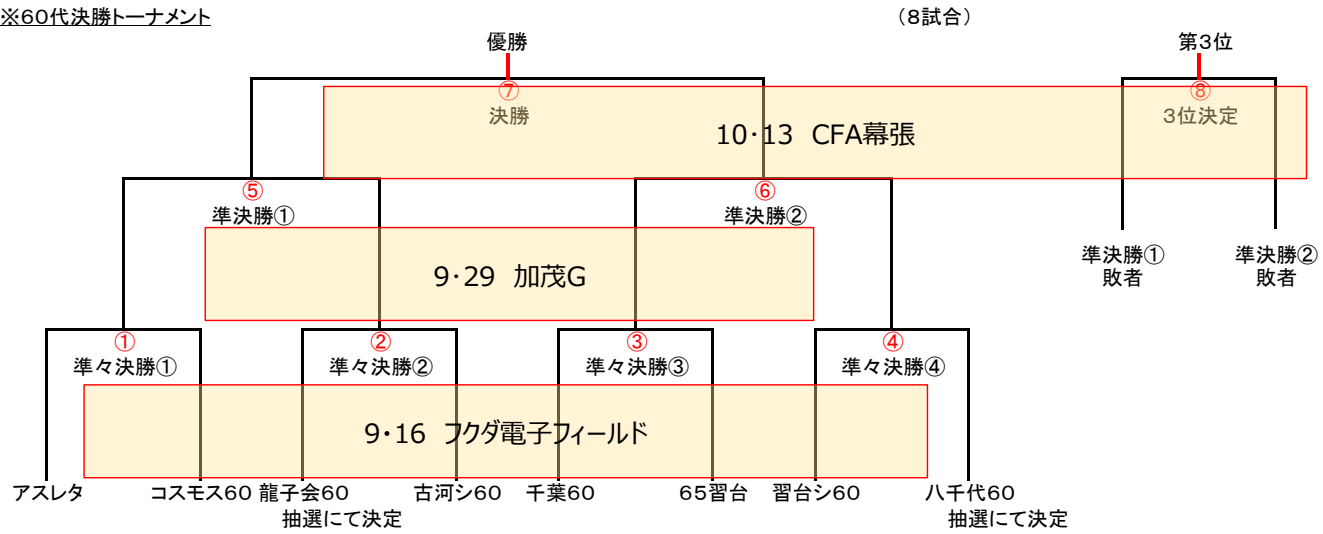 ※60代決勝トーナメント
(8試合)
優勝
第3位
⑦
決勝
⑧
3位決定
10・13 CFA幕張
⑤
準決勝①
⑥
準決勝②
準決勝①
敗者
準決勝②
敗者
9・29 加茂G
①
準々決勝①
②
準々決勝②
③
準々決勝③
④
準々決勝④
9・16 フクダ電子フィールド
アスレタ
コスモス60
龍子会60
古河シ60
千葉60
65習台
習台シ60
八千代60
抽選にて決定
抽選にて決定